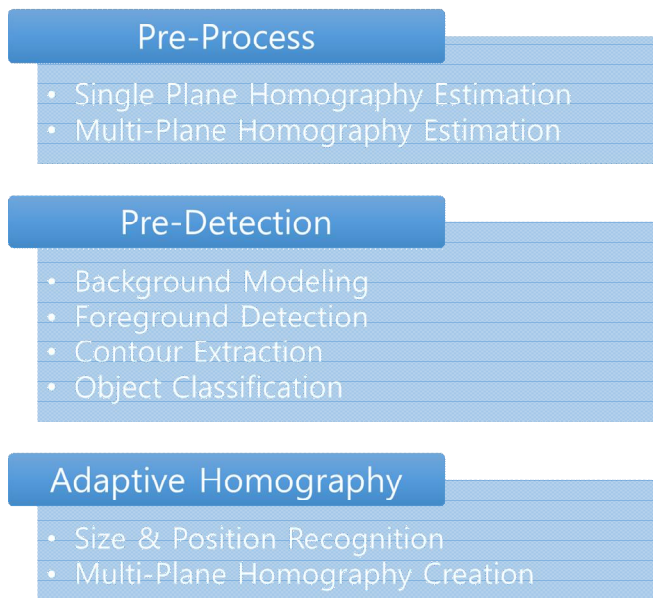 Pre-Process
• Single Plane Homography Estimation
• Multi-Plane Homography Estimation
Pre-Detection
• Background Modeling
• Foreground Detection
• Contour Extraction
• Object Classification
Adaptive Homography
• Size & Position Recognition
• Multi-Plane Homography Creation